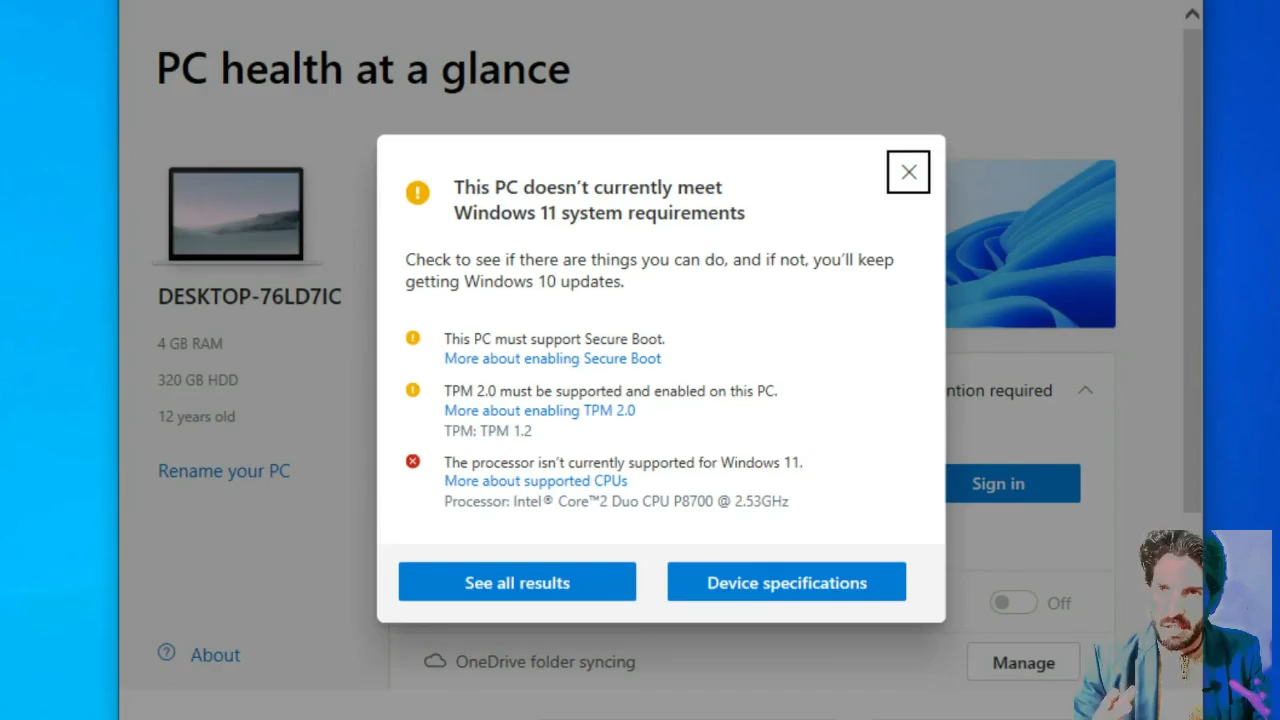 PC health at a glance
DESKTOP-76LD7IC
4 GB RAM
320 GB HDD
12 years old
Rename your PC
About
This PC doesn't currently meet
Windows 11 system requirements
Check to see if there are things you can do, and if not, you'll keep
getting Windows 10 updates.
This PC must support Secure Boot.
More about enabling Secure Boot
TPM 2.0 must be supported and enabled on this PC.
More about enabling TPM 2.0
TPM: TPM 1.2
The processor isn't currently supported for Windows 11.
More about supported CPUs
Processor: Intel® Core™2 Duo CPU P8700 @ 2.53GHz
See all results
Device specifications
ntion required
Sign in
Off
OneDrive folder syncing
Manage